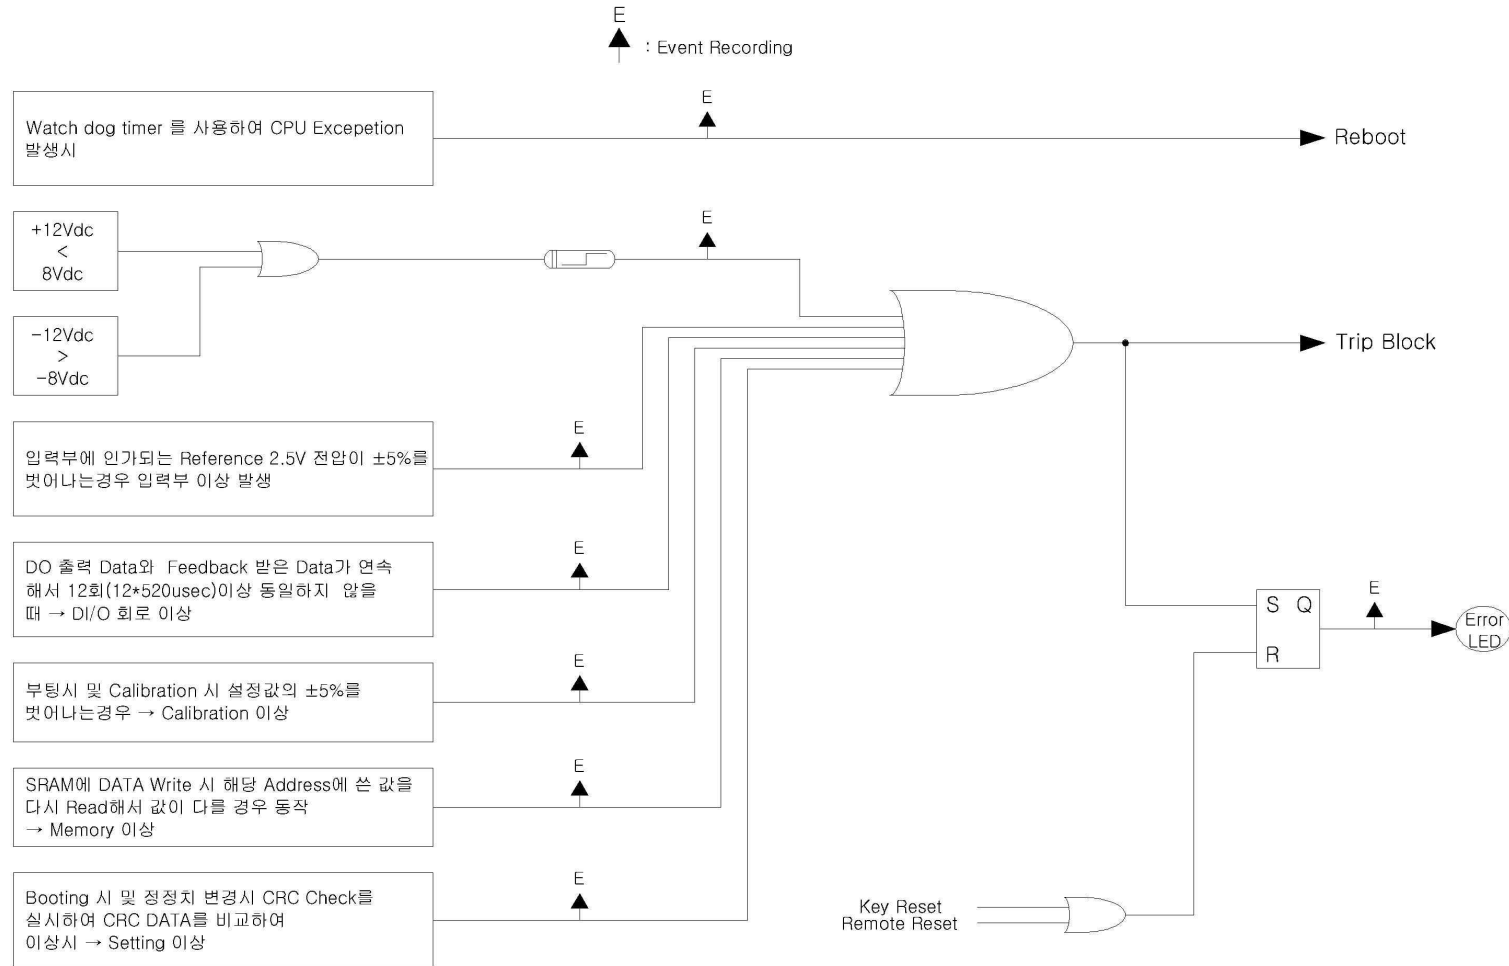 E
: Event Recording
Watch dog timer 를 사용하여 CPU Excepetion
발생시
E
Reboot
+12Vdc
<
8Vdc
E
-12Vdc
>
-8Vdc
Trip Block
입력부에 인가되는 Reference 2.5V 전압이 ±5%를
벗어나는경우 입력부 이상 발생
E
DO 출력 Data와 Feedback 받은 Data가 연속
해서 12회(12*520usec)이상 동일하지 않을
때 → DI/O 회로 이상
E
S Q
R
E
Error
LED
부팅시 및 Calibration 시 설정값의 ±5%를
벗어나는경우 → Calibration 이상
E
SRAM에 DATA Write 시 해당 Address에 쓴 값을
다시 Read해서 값이 다를 경우 동작
→ Memory 이상
E
Booting 시 및 정정치 변경시 CRC Check를
실시하여 CRC DATA를 비교하여
이상시 → Setting 이상
E
Key Reset
Remote Reset